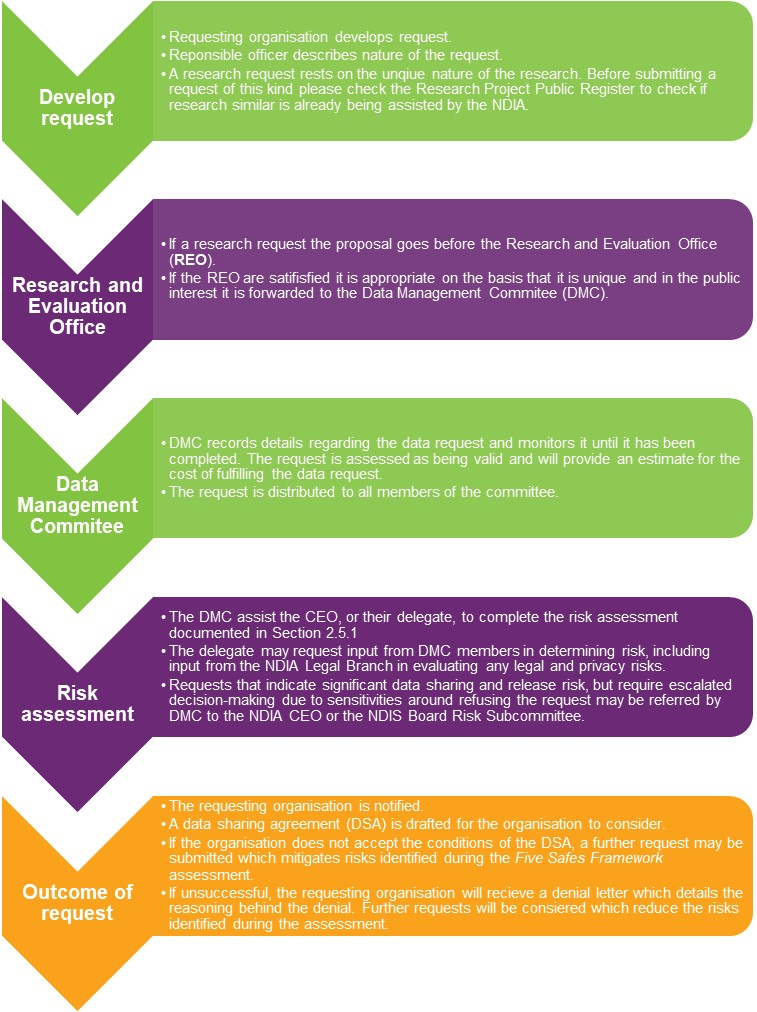 Develop
request
• Requesting organisation develops request.
• Reponsible officer describes nature of the request.
• A research request rests on the unqiue nature of the research. Before submitting a
request of this kind please check the Research Project Public Register to check if
research similar is already being assisted by the NDIA.
Research and
Evaluation
Office
• If a research request the proposal goes before the Research and Evaluation Office
(REO).
• If the REO are satifisfied it is appropriate on the basis that it is unique and in the public
interest it is forwarded to the Data Management Commitee (DMC).
Data
Management
Commitee
• DMC records details regarding the data request and monitors it until it has been
completed. The request is assessed as being valid and will provide an estimate for the
cost of fulfilling the data request.
• The request is distributed to all members of the committee.
Risk
assessment
• The DMC assist the CEO, or their delegate, to complete the risk assessment
documented in Section 2.5.1
• The delegate may request input from DMC members in determining risk, including
input from the NDIA Legal Branch in evaluating any legal and privacy risks.
• Requests that indicate significant data sharing and release risk, but require escalated
decision-making due to sensitivities around refusing the request may be referred by
DMC to the NDIA CEO or the NDIS Board Risk Subcommittee.
Outcome of
request
• The requesting organisation is notified.
• A data sharing agreement (DSA) is drafted for the organisation to consider.
• If the organisation does not accept the conditions of the DSA, a further request may be
submitted which mitigates risks identified during the Five Safes Framework
assessment.
• If unsuccessful, the requesting organisation will recieve a denial letter which details the
reasoning behind the denial. Further requests will be consiered which reduce the risks
identified during the assessment.